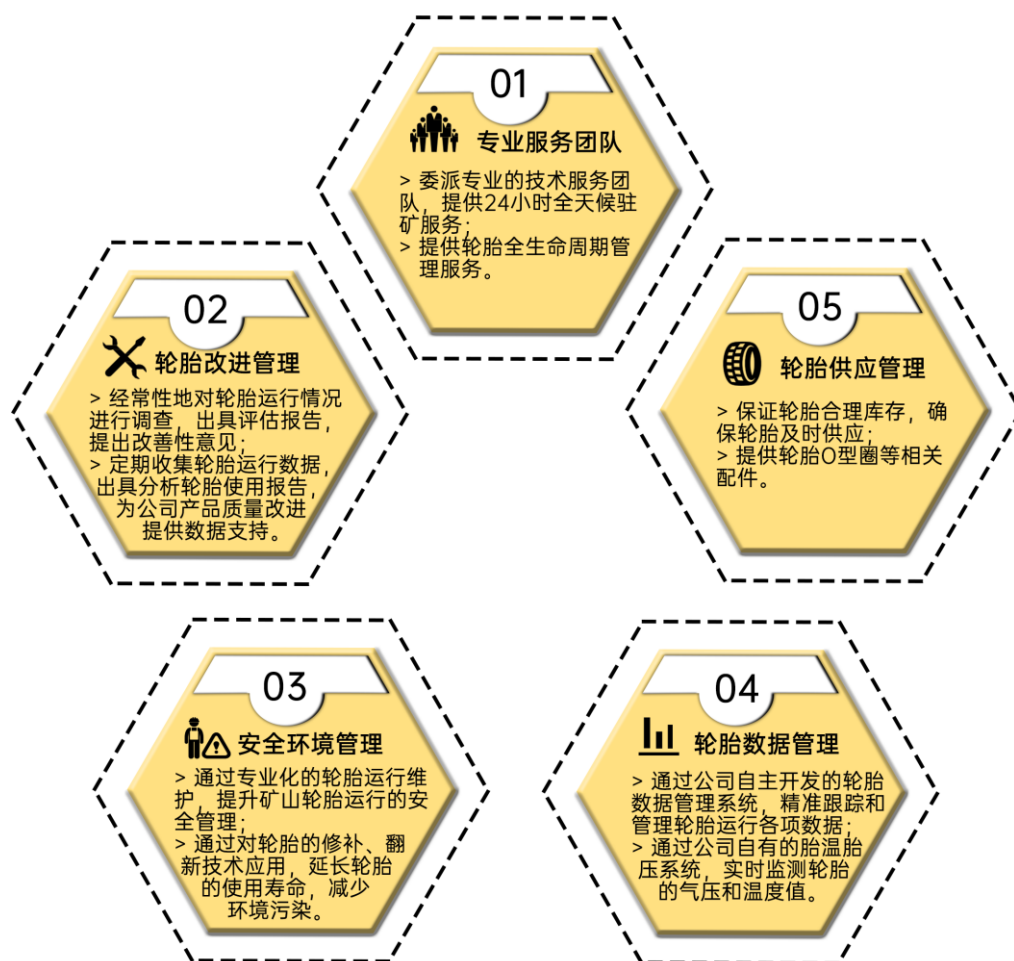 01
专业服务团队
> 委派专业的技术服务团
队，提供24小时全天候驻
矿服务；
> 提供轮胎全生命周期管
理服务。
02
轮胎改进管理
> 经常性地对轮胎运行情况
进行调查，出具评估报告，
提出改善性意见；
> 定期收集轮胎运行数据，
出具分析轮胎使用报告，
为公司产品质量改进
提供数据支持。
03
安全环境管理
> 通过专业化的轮胎运行维
护，提升矿山轮胎运行的安
全管理；
> 通过对轮胎的修补、翻
新技术应用，延长轮胎
的使用寿命，减少
环境污染。
04
轮胎数据管理
> 通过公司自主开发的轮胎
数据管理系统，精准跟踪和
管理轮胎运行各项数据；
> 通过公司自有的胎温胎
压系统，实时监测轮胎
的气压和温度值。
05
轮胎供应管理
> 保证轮胎合理库存，确
保轮胎及时供应；
> 提供轮胎O型圈等相关
配件。